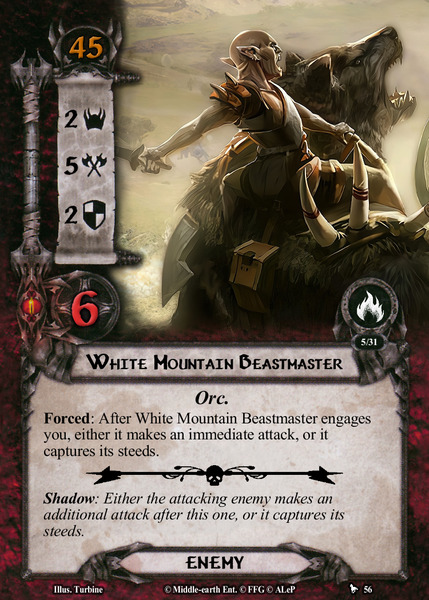 45
2
5
2
6
5/31
White Mountain Beastmaster
Orc.
Forced: After White Mountain Beastmaster engages
you, either it makes an immediate attack, or it
captures its steeds.
Shadow: Either the attacking enemy makes an
additional attack after this one, or it captures its
steeds.
ENEMY
Illus. Turbine © Middle-earth Ent. © FFG © ALeP 56